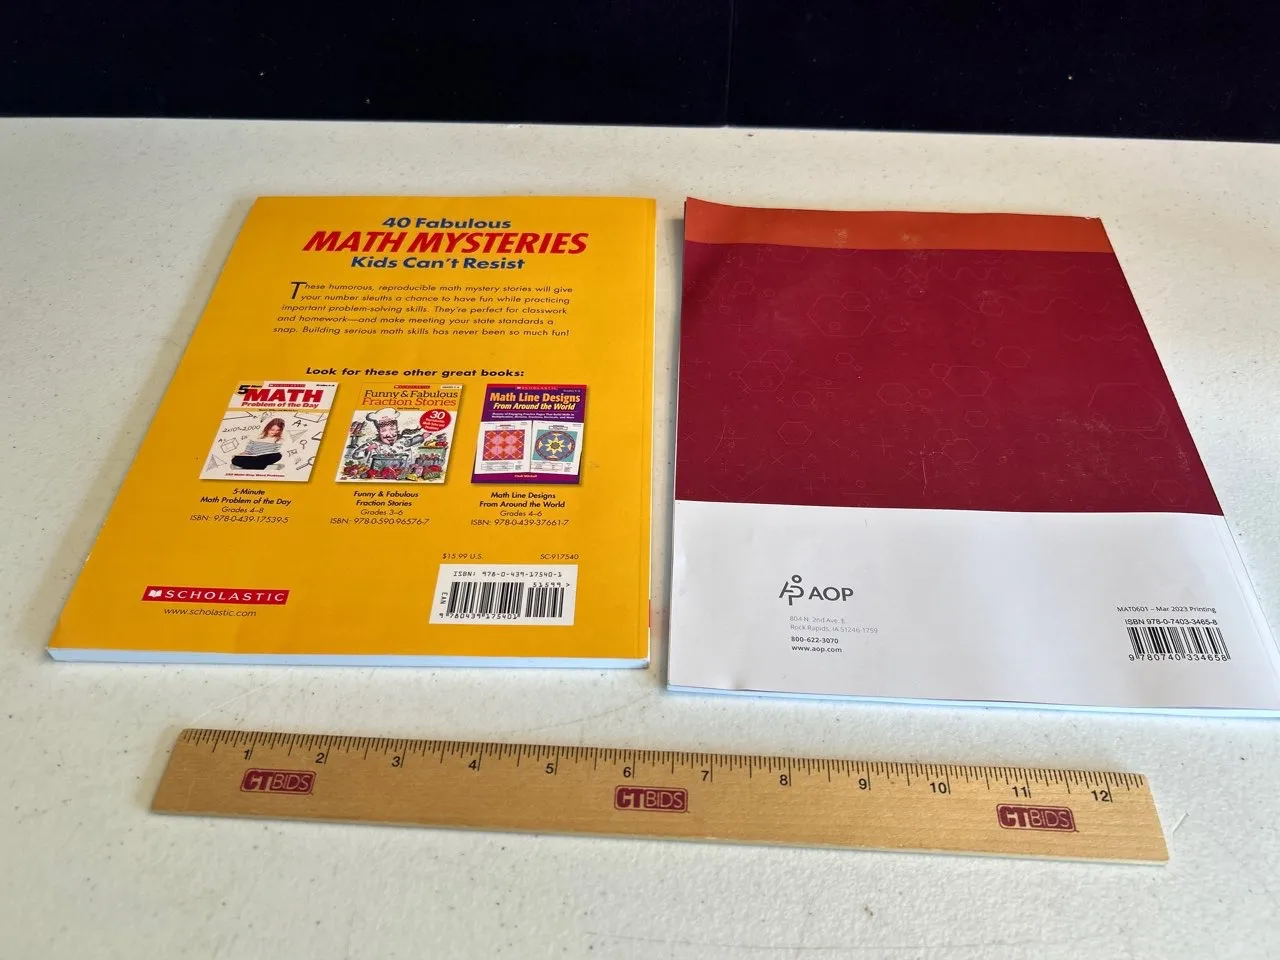 40 Fabulous
MATH MYSTERIES
Kids Can't Resist
These humorous, reproducible math mystery stories will give
your number sleuths a chance to have fun while practicing
important problem-solving skills. They're perfect for classwork
and homework—and make meeting your state standards a
snap. Building serious math skills has never been so much fun!
Look for these other great books:
SCHOLASTIC
MATH
Problem of the Day
SCHOLASTIC
Funny & Fabulous
Fraction Stories
30
SCHOLASTIC
Math Line Designs
From Around the World
5-Minute
Math Problem of the Day
Grades 4–8
ISBN: 978-0-439-17539-5
Funny & Fabulous
Fraction Stories
Grades 3–6
ISBN: 978-0-590-96576-7
Math Line Designs
From Around the World
Grades 4–6
ISBN: 978-0-439-37661-7
$15.99 U.S.
SC-917540
ISBN: 978-0-439-17540-1
51599>
EAN
9 780439 175401
SCHOLASTIC
www.scholastic.com
AOP
804 N. 2nd Ave. E.
Rock Rapids, IA 51246-1759
800-622-3070
www.aop.com
MAT0601 – Mar 2023 Printing
ISBN 978-0-7403-3465-8
9 780740 334658
1 2 3 4 5 6 7 8 9 10 11 12
CTBIDS
CTBIDS
CTBIDS